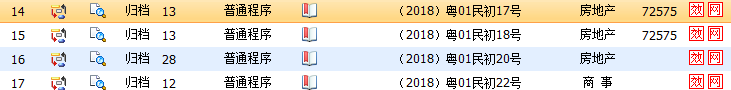 14 归档 13 普通程序 （2018）粤01民初17号 房地产 72575 效 网
15 归档 13 普通程序 （2018）粤01民初18号 房地产 72575 效 网
16 归档 28 普通程序 （2018）粤01民初20号 房地产 效 网
17 归档 12 普通程序 （2018）粤01民初22号 商 事 效 网